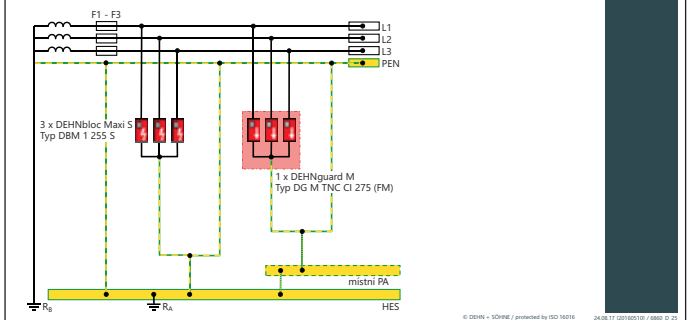 F1 - F3
L1
L2
L3
PEN
3 x DEHNbloc Maxi S
Typ DBM 1 255 S
1 x DEHNguard M
Typ DG M TNC CI 275 (FM)
místní PA
HES
RB
RA
© DEHN + SÖHNE / protected by ISO 16016
24.08.17 (20160510) / 6860_D_25